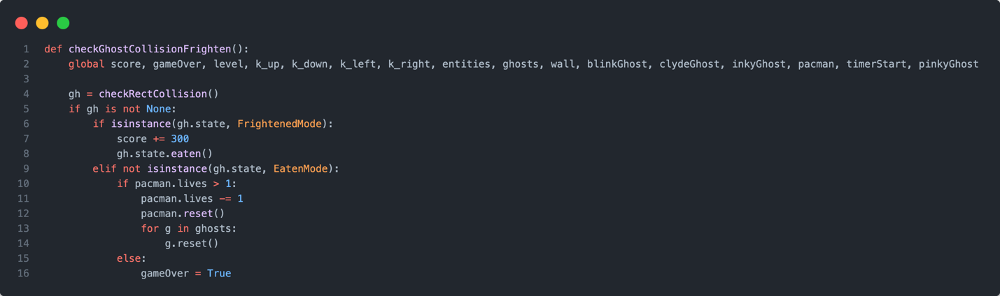 1 def checkGhostCollisionFrighten():
2     global score, gameOver, level, k_up, k_down, k_left, k_right, entities, ghosts, wall, blinkGhost, clydeGhost, inkyGhost, pacman, timerStart, pinkyGhost
3
4     gh = checkRectCollision()
5     if gh is not None:
6         if isinstance(gh.state, FrightenedMode):
7             score += 300
8             gh.state.eaten()
9         elif not isinstance(gh.state, EatenMode):
10             if pacman.lives > 1:
11                 pacman.lives -= 1
12                 pacman.reset()
13                 for g in ghosts:
14                     g.reset()
15             else:
16                 gameOver = True